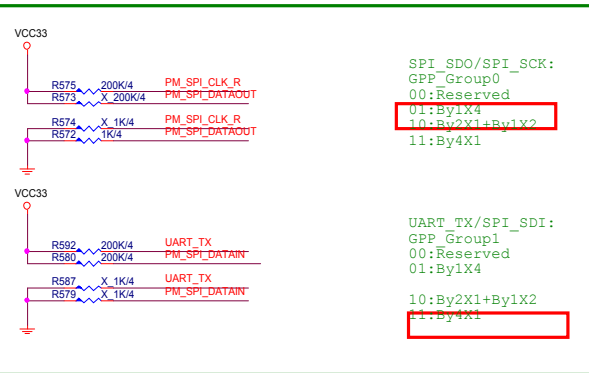 VCC33
R575 200K/4 PM_SPI_CLK_R
R573 X_200K/4 PM_SPI_DATAOUT
R574 X_1K/4 PM_SPI_CLK_R
R572 1K/4 PM_SPI_DATAOUT
SPI_SDO/SPI_SCK:
GPP_Group0
00:Reserved
01:By1X4
10:By2X1+By1X2
11:By4X1
VCC33
R592 200K/4 UART_TX
R580 200K/4 PM_SPI_DATAIN
R587 X_1K/4 UART_TX
R579 X_1K/4 PM_SPI_DATAIN
UART_TX/SPI_SDI:
GPP_Group1
00:Reserved
01:By1X4
10:By2X1+By1X2
11:By4X1